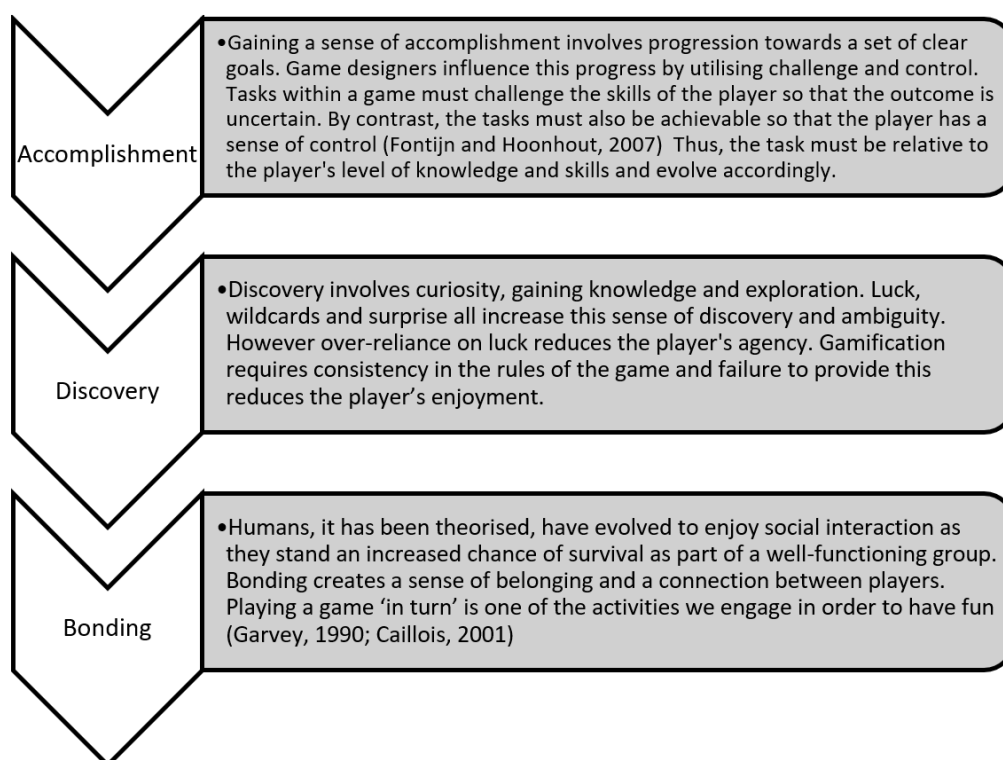 Accomplishment
•Gaining a sense of accomplishment involves progression towards a set of clear
goals. Game designers influence this progress by utilising challenge and control.
Tasks within a game must challenge the skills of the player so that the outcome is
uncertain. By contrast, the tasks must also be achievable so that the player has a
sense of control (Fontijn and Hoonhout, 2007)  Thus, the task must be relative to
the player's level of knowledge and skills and evolve accordingly.
Discovery
•Discovery involves curiosity, gaining knowledge and exploration. Luck,
wildcards and surprise all increase this sense of discovery and ambiguity.
However over-reliance on luck reduces the player's agency. Gamification
requires consistency in the rules of the game and failure to provide this
reduces the player’s enjoyment.
Bonding
•Humans, it has been theorised, have evolved to enjoy social interaction as
they stand an increased chance of survival as part of a well-functioning group.
Bonding creates a sense of belonging and a connection between players.
Playing a game ‘in turn’ is one of the activities we engage in order to have fun
(Garvey, 1990; Caillois, 2001)